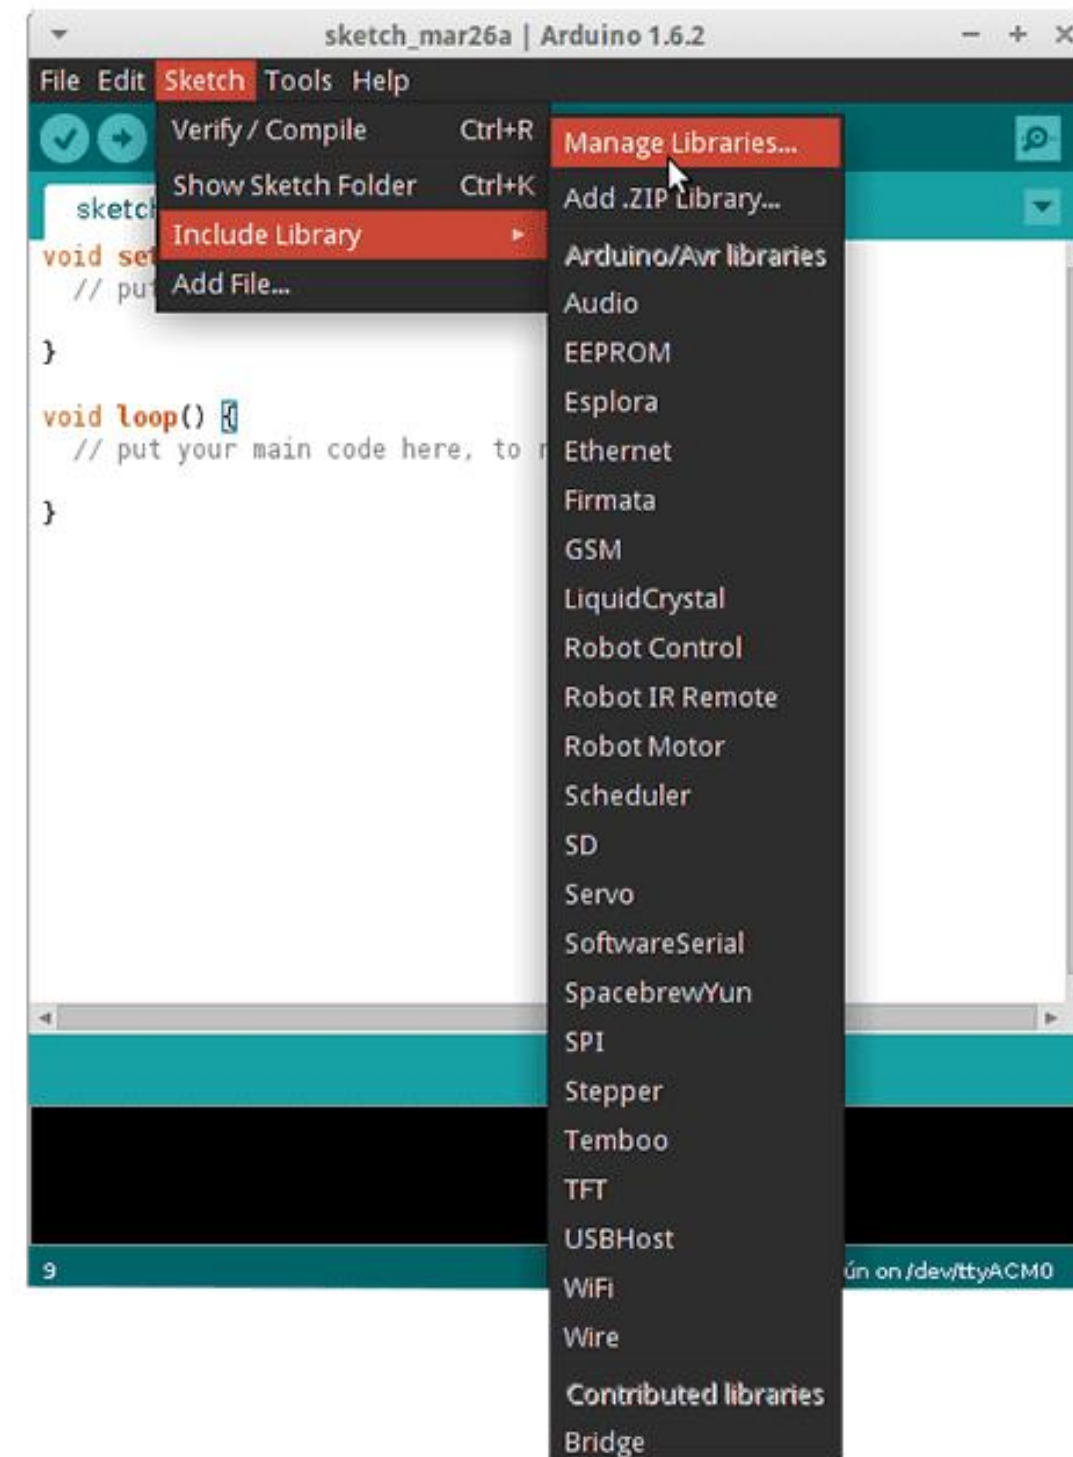 sketch_mar26a | Arduino 1.6.2
File Edit Sketch Tools Help
Verify / Compile Ctrl+R
Show Sketch Folder Ctrl+K
Include Library
Add File...
Manage Libraries...
Add .ZIP Library...
Arduino/Avr libraries
Audio
EEPROM
Esplora
Ethernet
Firmata
GSM
LiquidCrystal
Robot Control
Robot IR Remote
Robot Motor
Scheduler
SD
Servo
SoftwareSerial
SpacebrewYun
SPI
Stepper
Temboo
TFT
USBHost
WiFi
Wire
Contributed libraries
Bridge
sketc
void set
// put
}
void loop() {
// put your main code here, to r
}
9
ún on /dev/ttyACM0